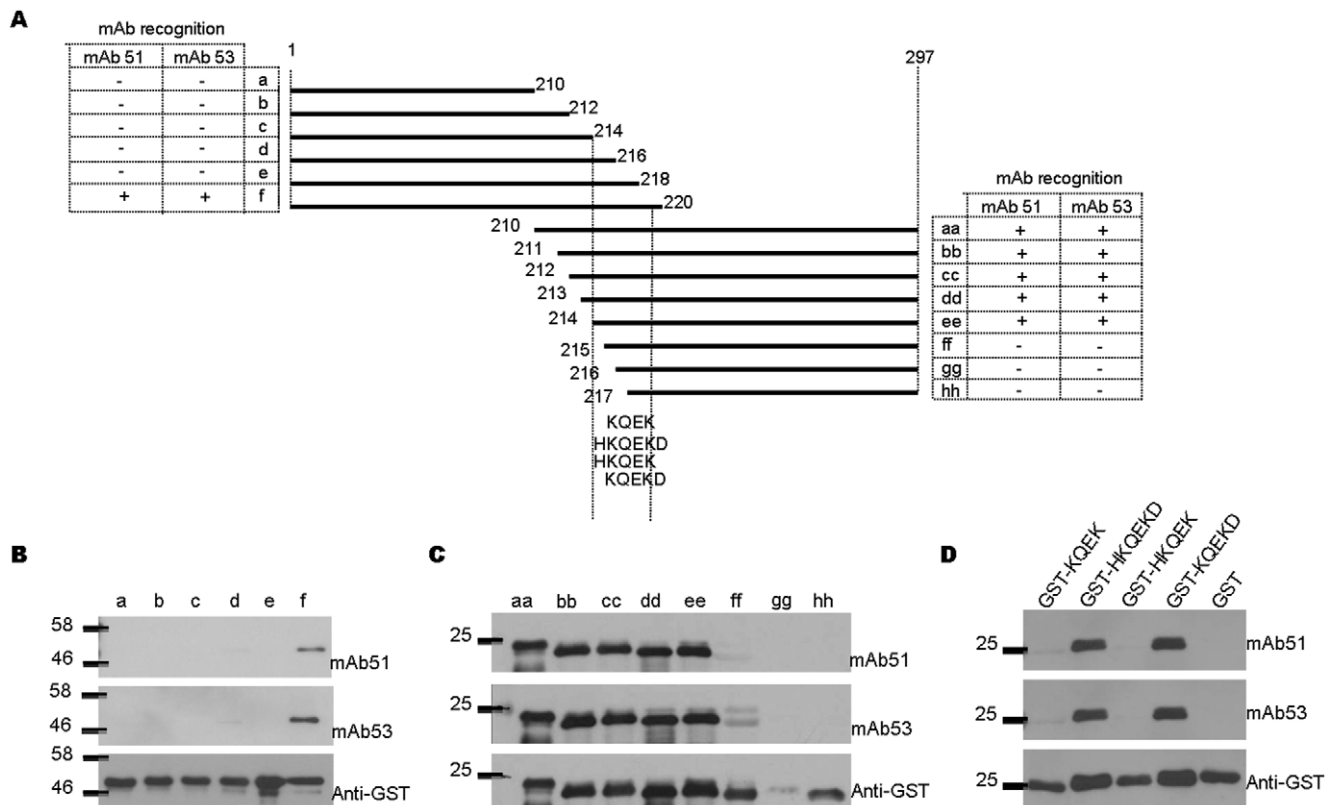 A
mAb recognition
mAb 51 mAb 53
- - a
- - b
- - c
- - d
- - e
+ + f
1
297
210
212
214
216
218
220
210
211
212
213
214
215
216
217
mAb recognition
mAb 51 mAb 53
aa + +
bb + +
cc + +
dd + +
ee + +
ff - -
gg - -
hh - -
KQEK
HKQEKD
HKQEK
KQEKD
B
a b c d e f
58
46
mAb51
58
46
mAb53
58
46
Anti-GST
C
aa bb cc dd ee ff gg hh
25
mAb51
25
mAb53
25
Anti-GST
D
GST-KQEK
GST-HKQEKD
GST-HKQEK
GST-KQEKD
GST
25
mAb51
25
mAb53
25
Anti-GST